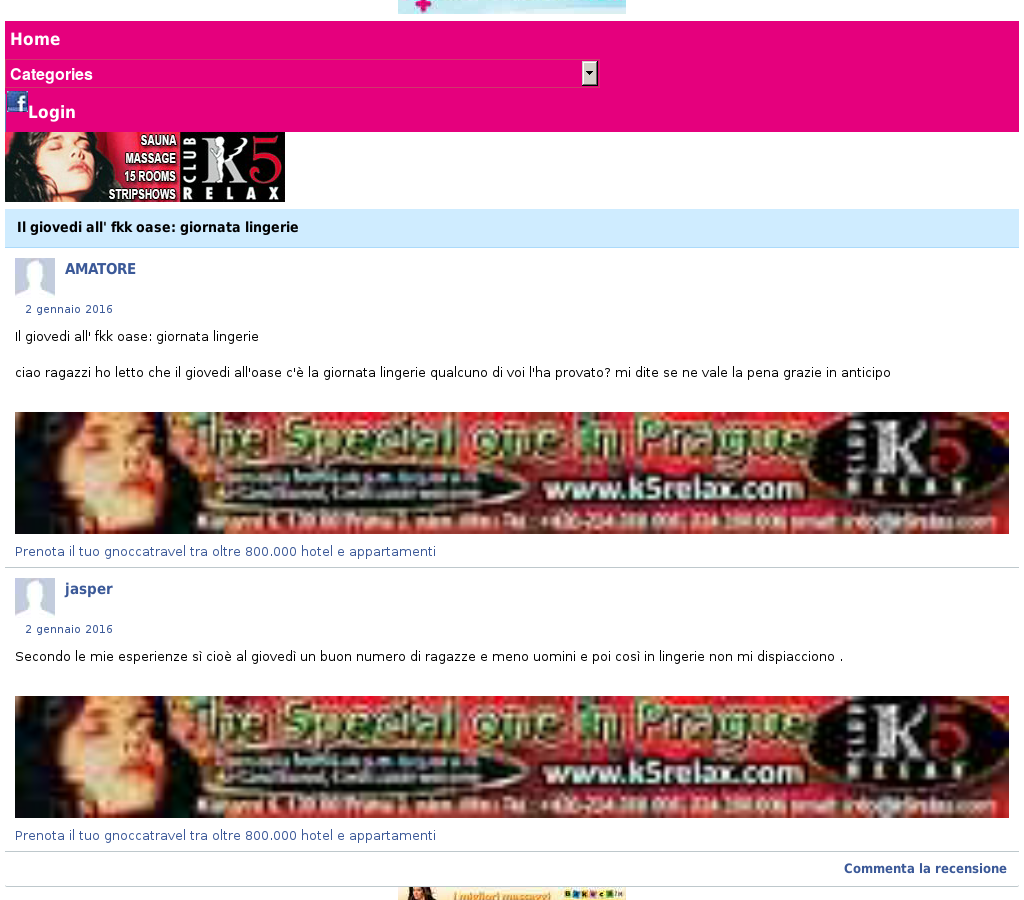 Home
Categories
Login
SAUNA
MASSAGE
15 ROOMS
STRIPSHOWS
CLUB
K5
RELAX
Il giovedi all' fkk oase: giornata lingerie
AMATORE
2 gennaio 2016
Il giovedi all' fkk oase: giornata lingerie
ciao ragazzi ho letto che il giovedi all'oase c'è la giornata lingerie qualcuno di voi l'ha provato? mi dite se ne vale la pena grazie in anticipo
The Special one in Prague
www.k5relax.com
CLUB
K5
RELAX
Prenota il tuo gnoccatravel tra oltre 800.000 hotel e appartamenti
jasper
2 gennaio 2016
Secondo le mie esperienze sì cioè al giovedì un buon numero di ragazze e meno uomini e poi così in lingerie non mi dispiacciono .
The Special one in Prague
www.k5relax.com
CLUB
K5
RELAX
Prenota il tuo gnoccatravel tra oltre 800.000 hotel e appartamenti
Commenta la recensione
i migliori massaggi